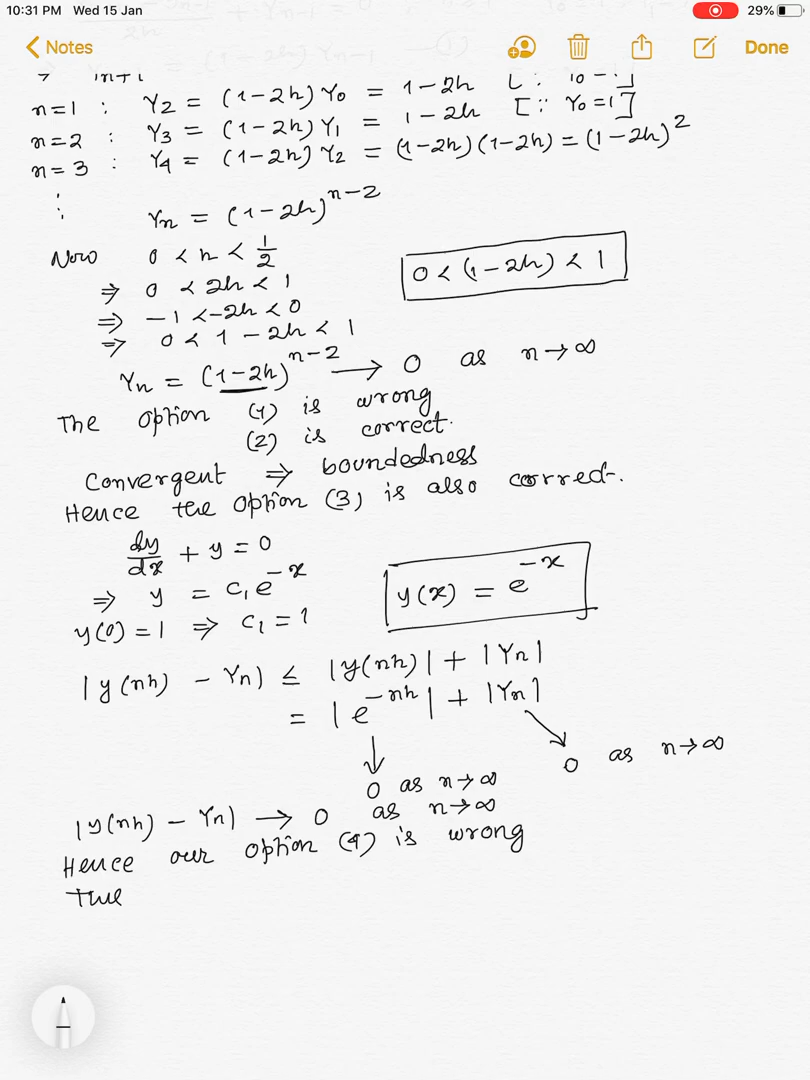 10:31 PM Wed 15 Jan
29%
Notes
Done
n=1 : Y₂ = (1-2h) Y₀ = 1-2h
n=2 : Y₃ = (1-2h) Y₁ = 1-2h [∵ Y₀ = 1]
n=3 : Y₄ = (1-2h) Y₂ = (1-2h)(1-2h) = (1-2h)²
⋮ Yₙ = (1-2h)ⁿ⁻²
Now 0 < h < 1/2
0 < (1-2h) < 1
⇒ 0 < 2h < 1
⇒ -1 < -2h < 0
⇒ 0 < 1-2h < 1
Yₙ = (1-2h)ⁿ⁻² → 0 as n→∞
The option (1) is wrong
(2) is correct.
Convergent ⇒ boundedness
Hence the option (3) is also corred.
dy/dx + y = 0
⇒ y = c₁e⁻ˣ
y(x) = e⁻ˣ
y(0)=1 ⇒ c₁=1
|y(nh) - Yₙ| ≤ |y(nh)| + |Yₙ|
= |e⁻ⁿʰ| + |Yₙ|
0 as n→∞
0 as n→∞
|y(nh) - Yₙ| → 0 as n→∞
Hence our option (4) is wrong
The